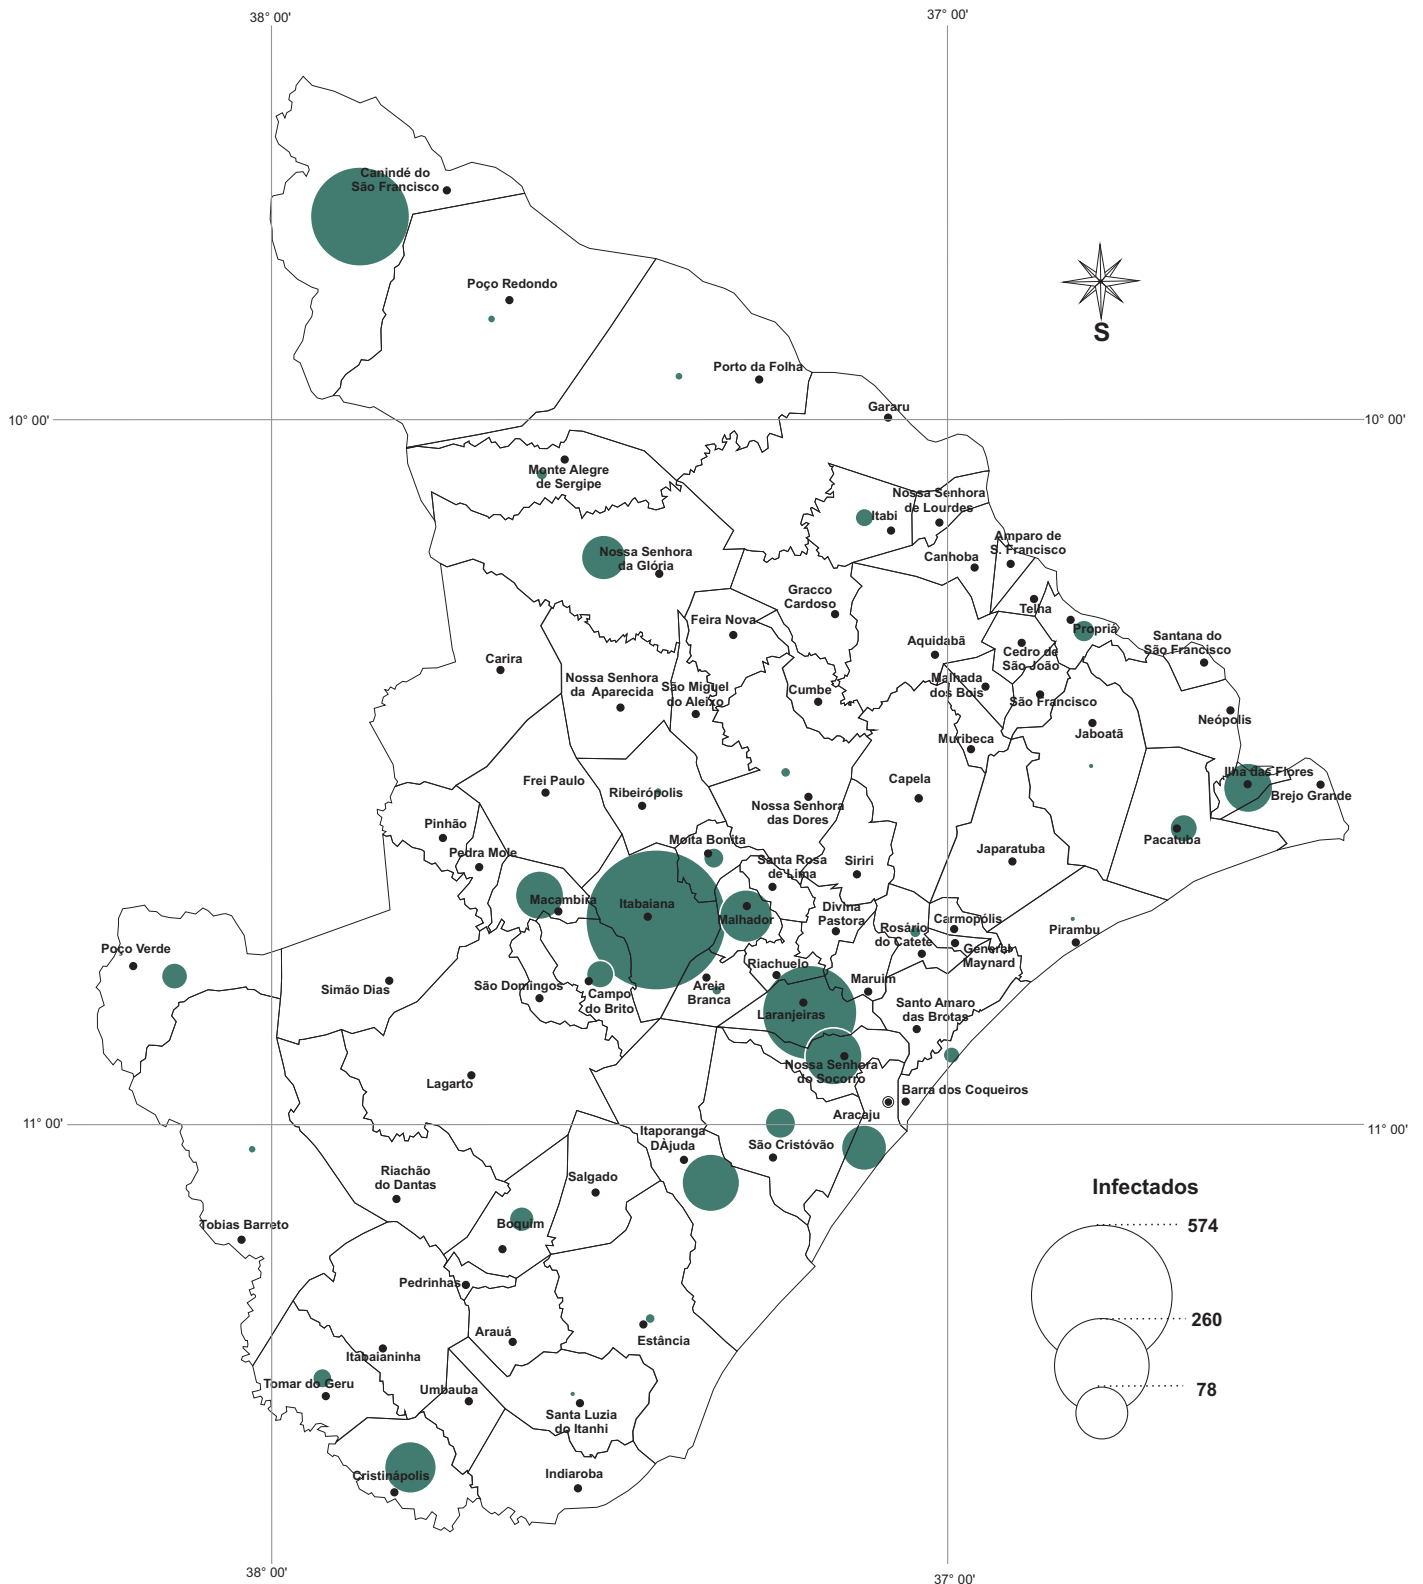 38° 00'
37° 00'
Canindé do
São Francisco
Poço Redondo
S
Porto da Folha
Gararu
10° 00'
10° 00'
Monte Alegre
de Sergipe
Nossa Senhora
de Lourdes
Itabi
Amparo de
S. Francisco
Canhoba
Nossa Senhora
da Glória
Gracco
Cardoso
Telha
Feira Nova
Propriá
Santana do
São Francisco
Aquidabã
Cedro de
São João
Carira
Nossa Senhora
da Aparecida
São Miguel
do Aleixo
Cumbe
Malhada
dos Bois
São Francisco
Neópolis
Jaboatã
Muribeca
Frei Paulo
Ribeirópolis
Capela
Ilha das Flores
Brejo Grande
Nossa Senhora
das Dores
Pinhão
Pedra Mole
Moita Bonita
Pacatuba
Japaratuba
Santa Rosa
de Lima
Siriri
Macambira
Itabaiana
Malhador
Divina
Pastora
Carmopólis
Rosário
do Catete
Pirambu
General
Maynard
Poço Verde
Simão Dias
São Domingos
Campo
do Brito
Areia
Branca
Riachuelo
Maruim
Laranjeiras
Santo Amaro
das Brotas
Lagarto
Nossa Senhora
do Socorro
Barra dos Coqueiros
Aracaju
11° 00'
11° 00'
Itaporanga
DÀjuda
São Cristóvão
Riachão
do Dantas
Salgado
Infectados
574
Tobias Barreto
Boquim
Pedrinhas
260
Arauá
Estância
Itabaianinha
78
Tomar do Geru
Umbauba
Santa Luzia
do Itanhi
Cristinápolis
Indiaroba
38° 00'
37° 00'